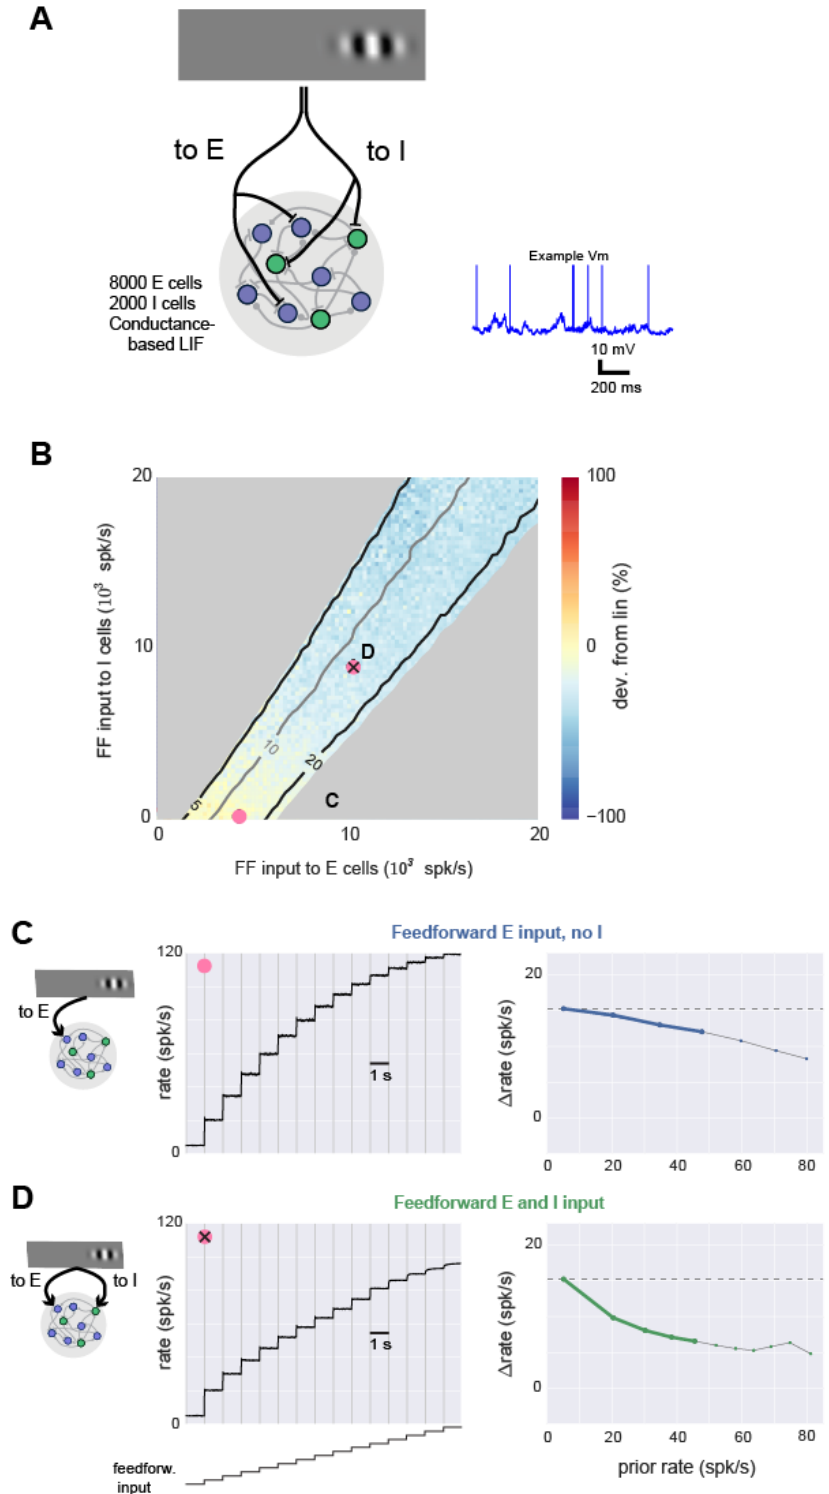 A
to E
to I
8000 E cells
2000 I cells
Conductance-
based LIF
Example Vm
10 mV
200 ms
B
20
10
0
0
10
20
FF input to I cells (10³ spk/s)
FF input to E cells (10³ spk/s)
5
10
20
D
C
100
0
−100
dev. from lin (%)
C
Feedforward E input, no I
to E
120
0
rate (spk/s)
1 s
20
0
Δrate (spk/s)
0
20
40
60
80
D
Feedforward E and I input
to E
to I
120
0
rate (spk/s)
1 s
feedforw.
input
20
0
Δrate (spk/s)
0
20
40
60
80
prior rate (spk/s)